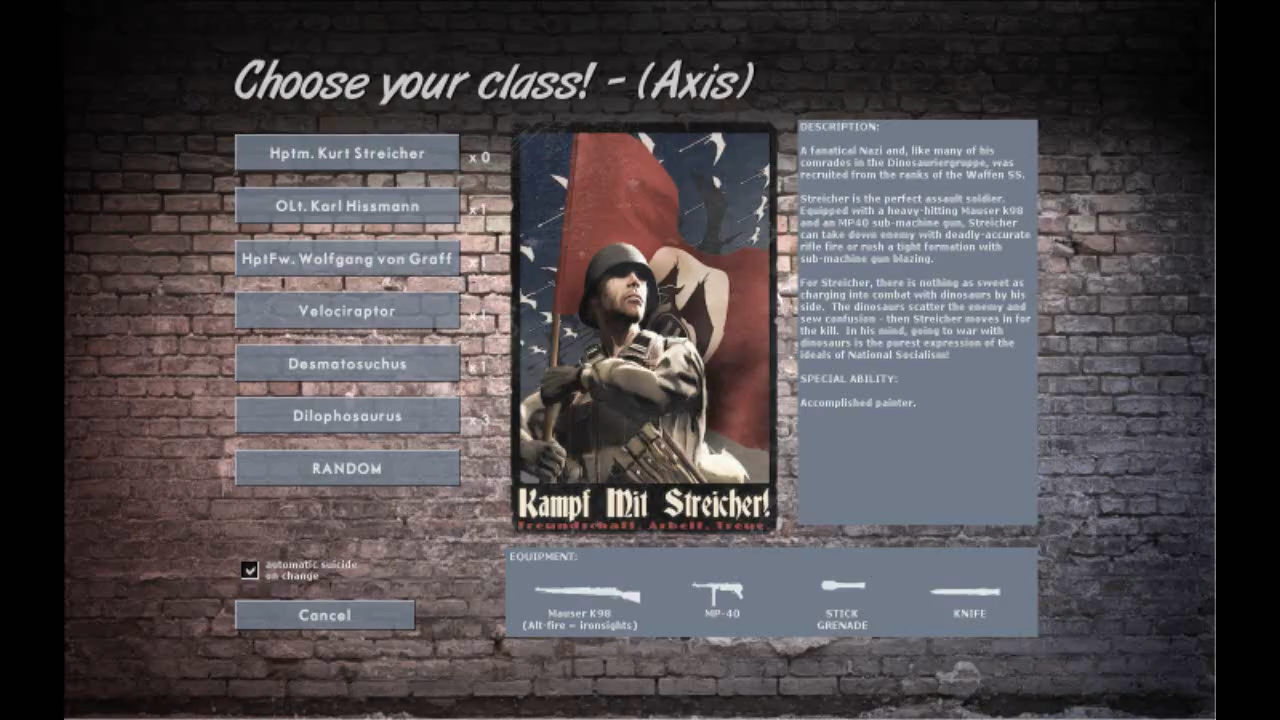 Choose your class! - (Axis)
Hptm. Kurt Streicher
x 0
OLt. Karl Hissmann
x 1
HptFw. Wolfgang von Graff
x 1
Velociraptor
x 1
Desmatosuchus
x 1
Dilophosaurus
x 3
RANDOM
automatic suicide
on change
Cancel
Kampf Mit Streicher!
Freundschaft. Arbeit. Treue.
DESCRIPTION:
A fanatical Nazi and, like many of his
comrades in the Dinosauriergruppe, was
recruited from the ranks of the Waffen SS.
Streicher is the perfect assault soldier.
Equipped with a heavy-hitting Mauser k98
and an MP40 sub-machine gun, Streicher
can take down enemy with deadly-accurate
rifle fire or rush a tight formation with
sub-machine gun blazing.
For Streicher, there is nothing as sweet as
charging into combat with dinosaurs by his
side. The dinosaurs scatter the enemy and
sew confusion - then Streicher moves in for
the kill. In his mind, going to war with
dinosaurs is the purest expression of the
ideals of National Socialism!
SPECIAL ABILITY:
Accomplished painter.
EQUIPMENT:
Mauser K98
(Alt-fire = ironsights)
MP-40
STICK
GRENADE
KNIFE